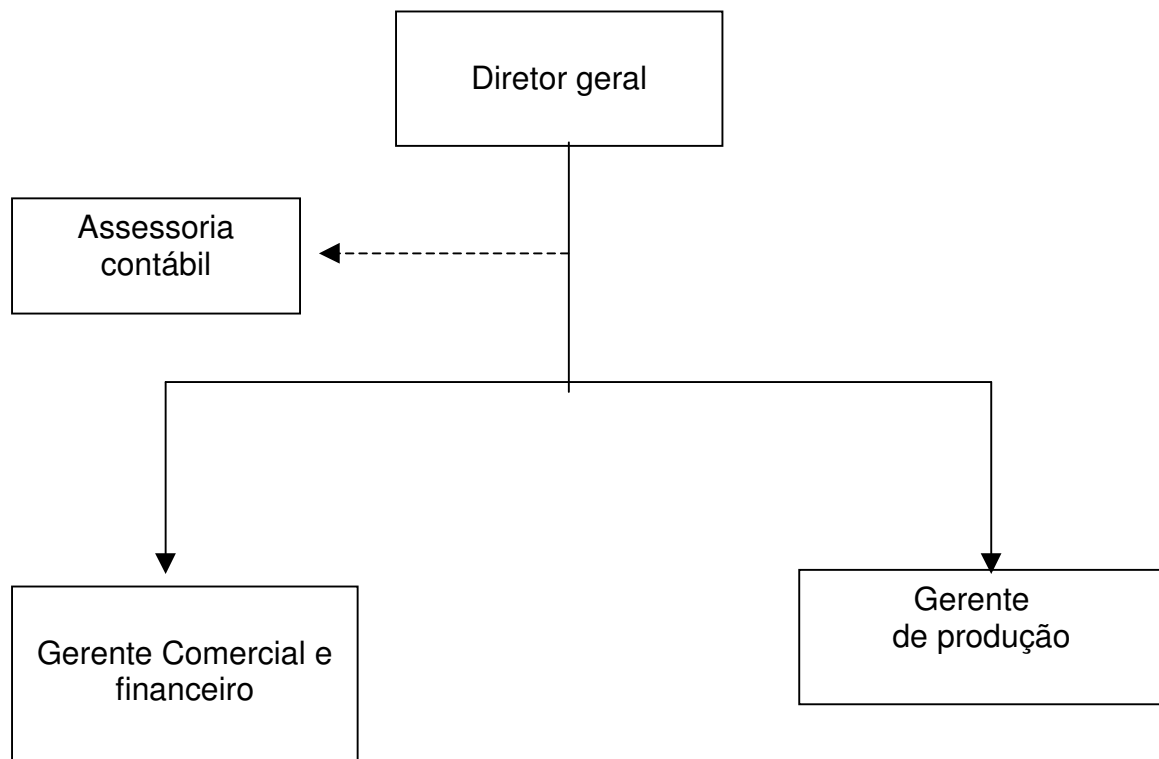 Diretor geral
Assessoria
contábil
Gerente Comercial e
financeiro
Gerente
de produção